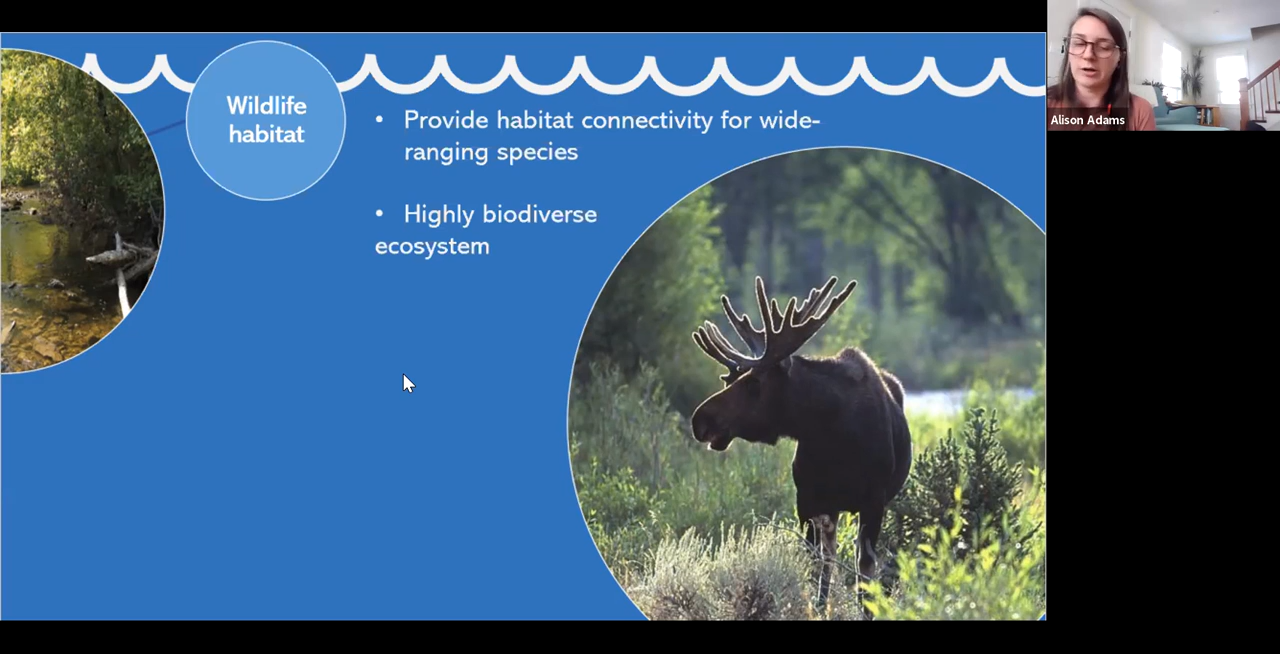 Wildlife
habitat
• Provide habitat connectivity for wide-
ranging species
• Highly biodiverse
ecosystem
Alison Adams